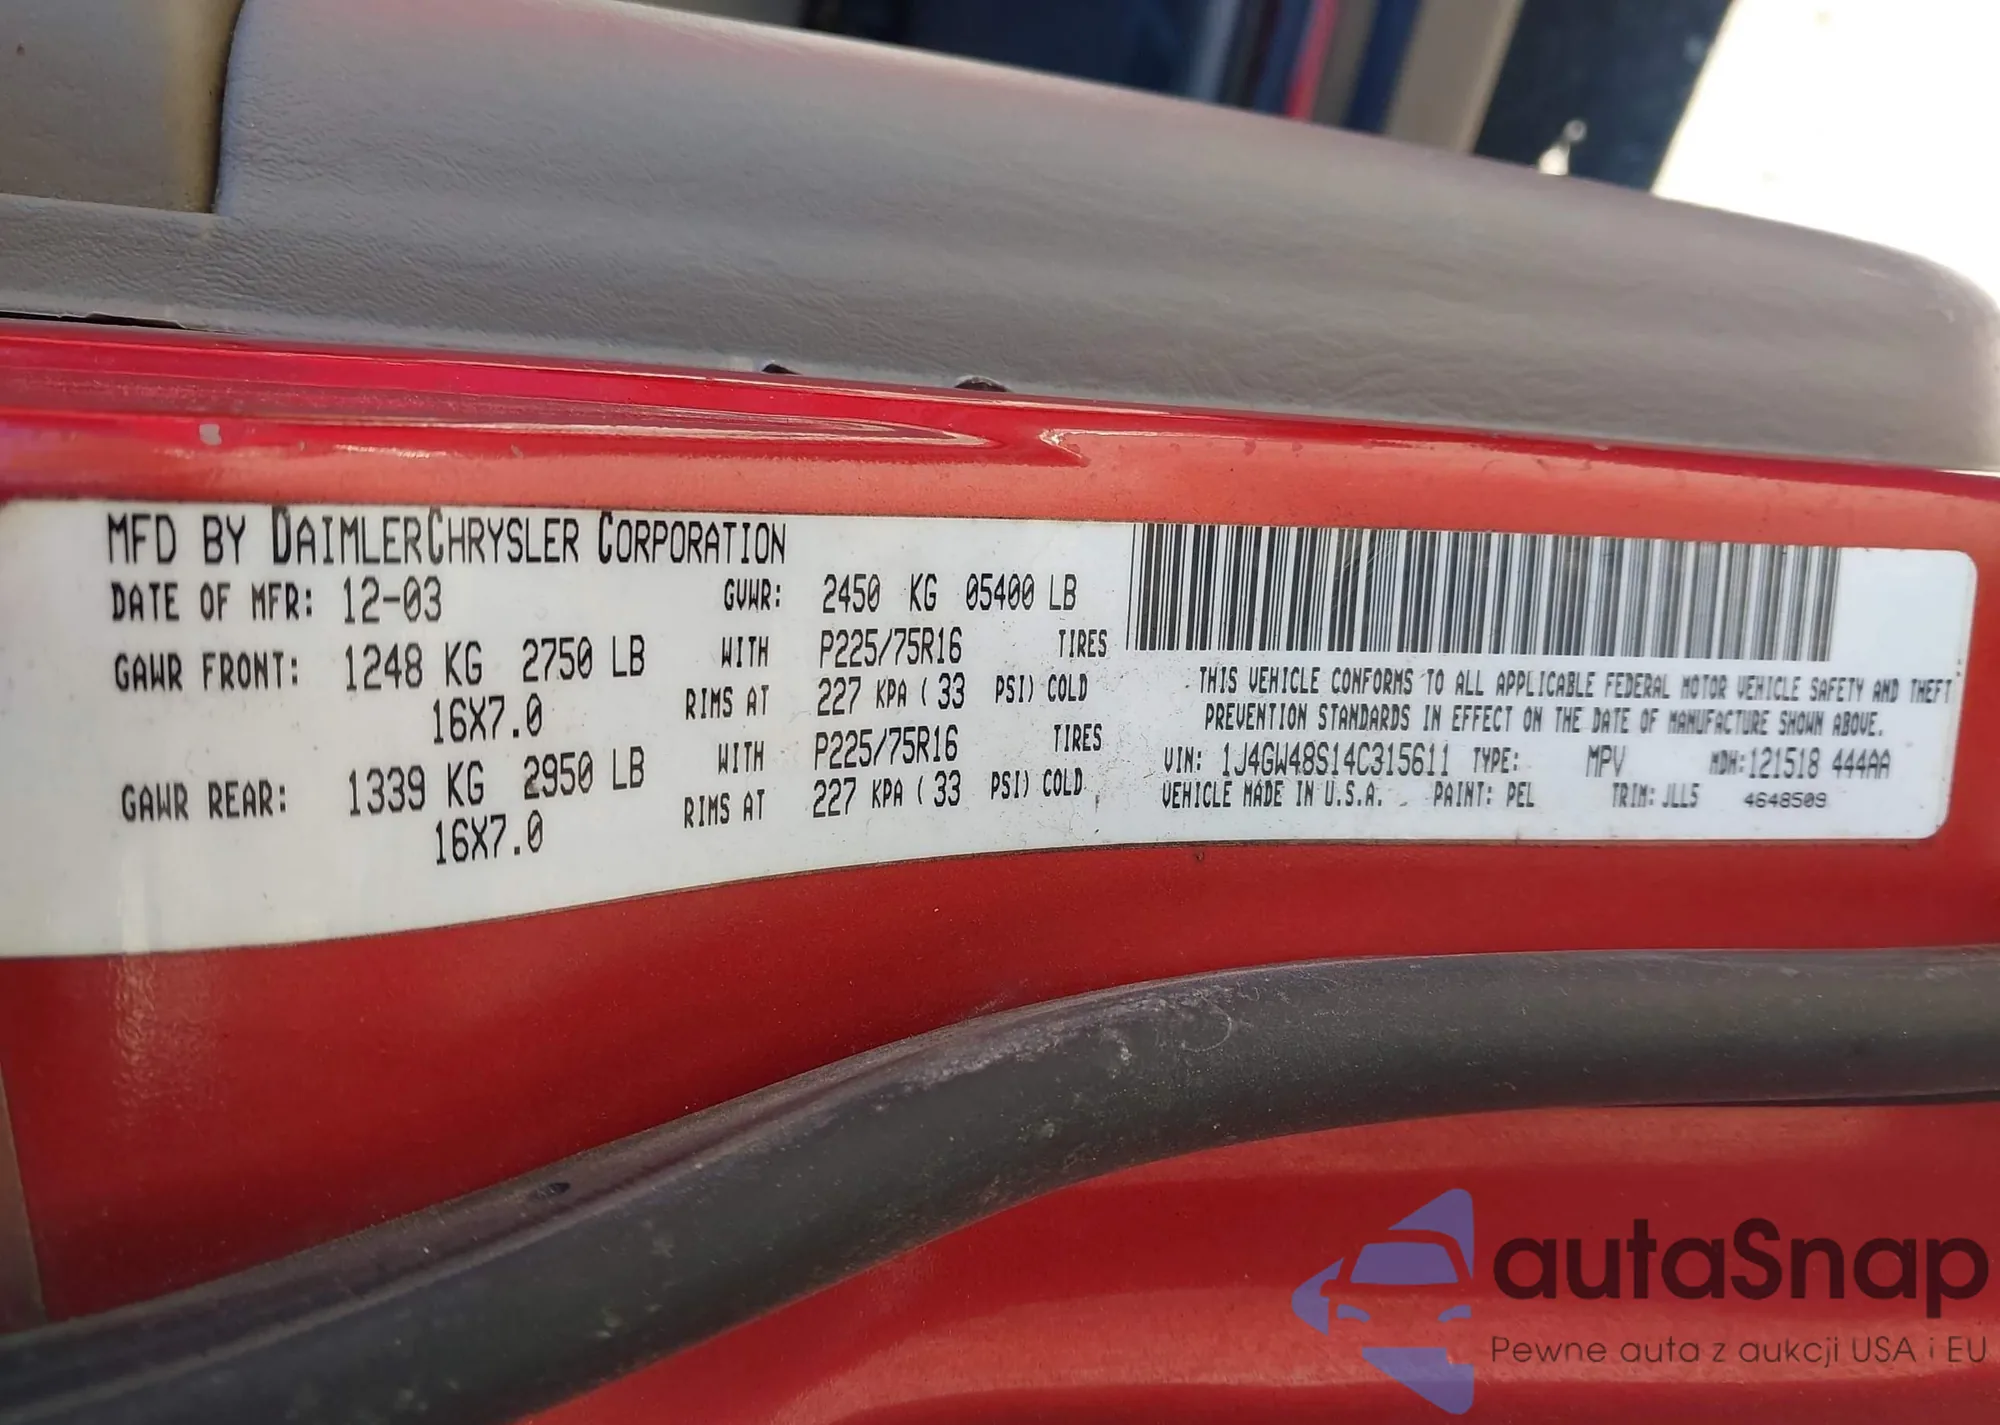 MFD BY DAIMLERCHRYSLER CORPORATION
DATE OF MFR: 12-03 GVWR: 2450 KG 05400 LB
GAWR FRONT: 1248 KG 2750 LB WITH P225/75R16 TIRES
16X7.0 RIMS AT 227 KPA ( 33 PSI) COLD
GAWR REAR: 1339 KG 2950 LB WITH P225/75R16 TIRES
16X7.0 RIMS AT 227 KPA ( 33 PSI) COLD
THIS VEHICLE CONFORMS TO ALL APPLICABLE FEDERAL MOTOR VEHICLE SAFETY AND THEFT
PREVENTION STANDARDS IN EFFECT ON THE DATE OF MANUFACTURE SHOWN ABOVE.
VIN: 1J4GW48S14C315611 TYPE: MPV MDH:121518 444AA
VEHICLE MADE IN U.S.A. PAINT: PEL TRIM: JLL5 4648509
autaSnap
Pewne auta z aukcji USA i EU